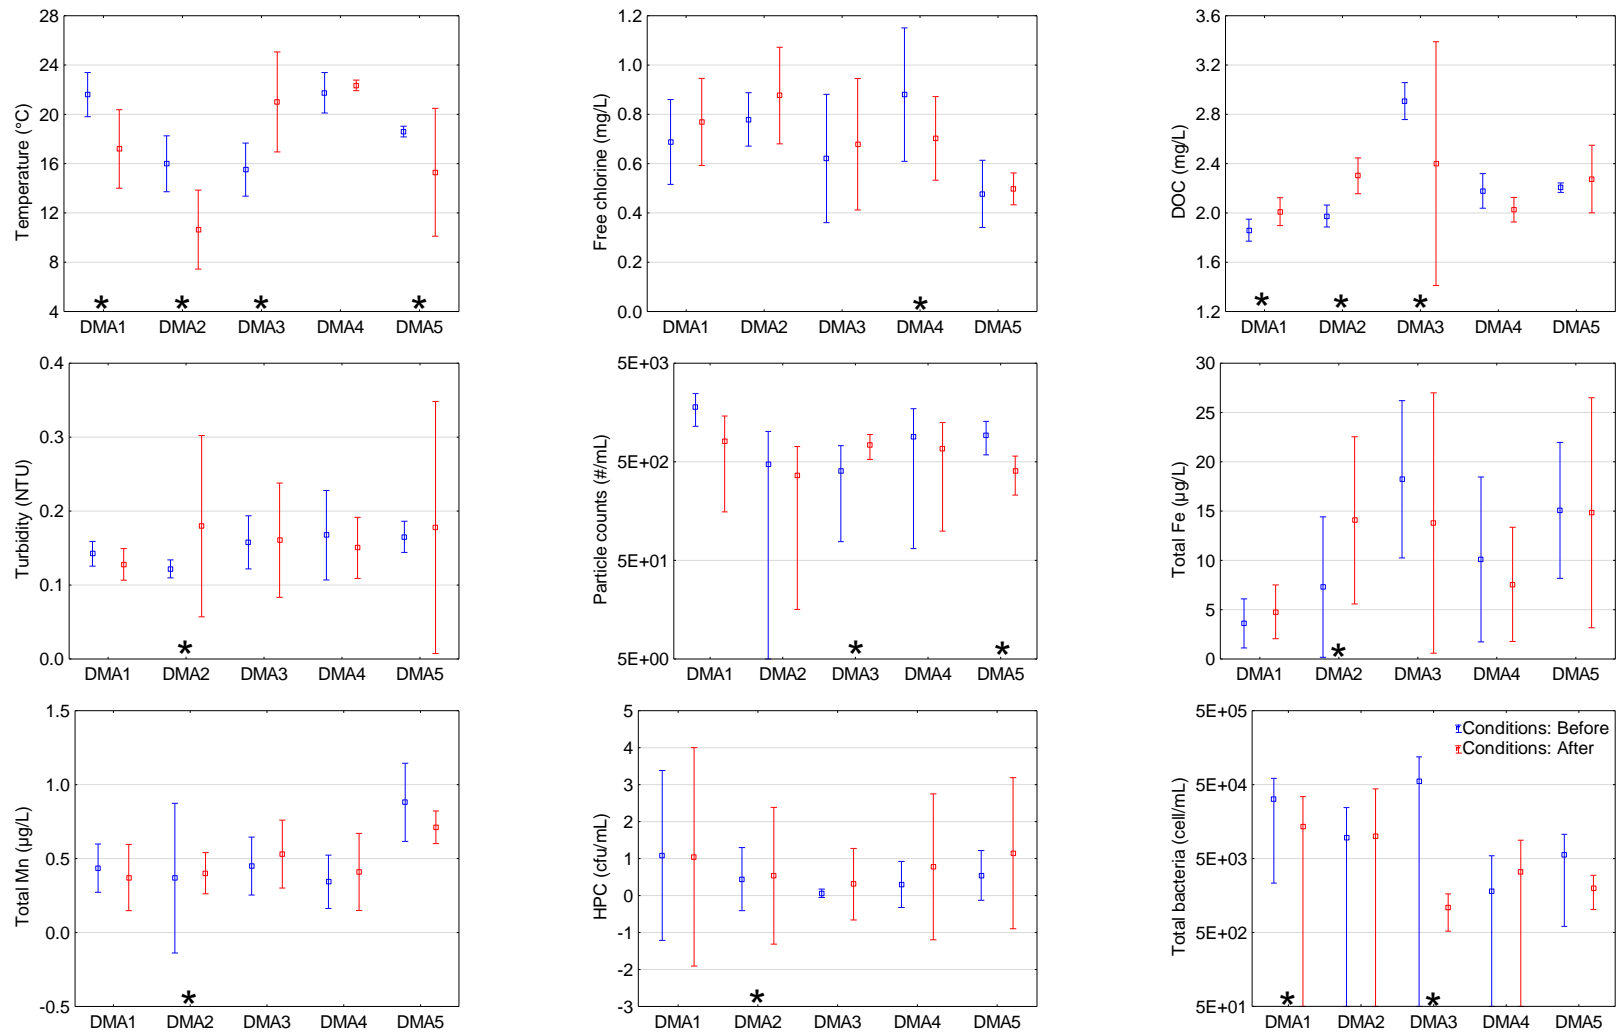 Temperature (°C)
28
24
20
16
12
8
4
DMA1 DMA2 DMA3 DMA4 DMA5
* * * *
Free chlorine (mg/L)
1.2
1.0
0.8
0.6
0.4
0.2
0.0
DMA1 DMA2 DMA3 DMA4 DMA5
*
DOC (mg/L)
3.6
3.2
2.8
2.4
2.0
1.6
1.2
DMA1 DMA2 DMA3 DMA4 DMA5
* * *
Turbidity (NTU)
0.4
0.3
0.2
0.1
0.0
DMA1 DMA2 DMA3 DMA4 DMA5
*
Particle counts (#/mL)
5E+03
5E+02
5E+01
5E+00
DMA1 DMA2 DMA3 DMA4 DMA5
* *
Total Fe (µg/L)
30
25
20
15
10
5
0
DMA1 DMA2 DMA3 DMA4 DMA5
*
Total Mn (µg/L)
1.5
1.0
0.5
0.0
-0.5
DMA1 DMA2 DMA3 DMA4 DMA5
*
HPC (cfu/mL)
5
4
3
2
1
0
-1
-2
-3
DMA1 DMA2 DMA3 DMA4 DMA5
*
Total bacteria (cell/mL)
5E+05
5E+04
5E+03
5E+02
5E+01
Conditions: Before
Conditions: After
DMA1 DMA2 DMA3 DMA4 DMA5
* *